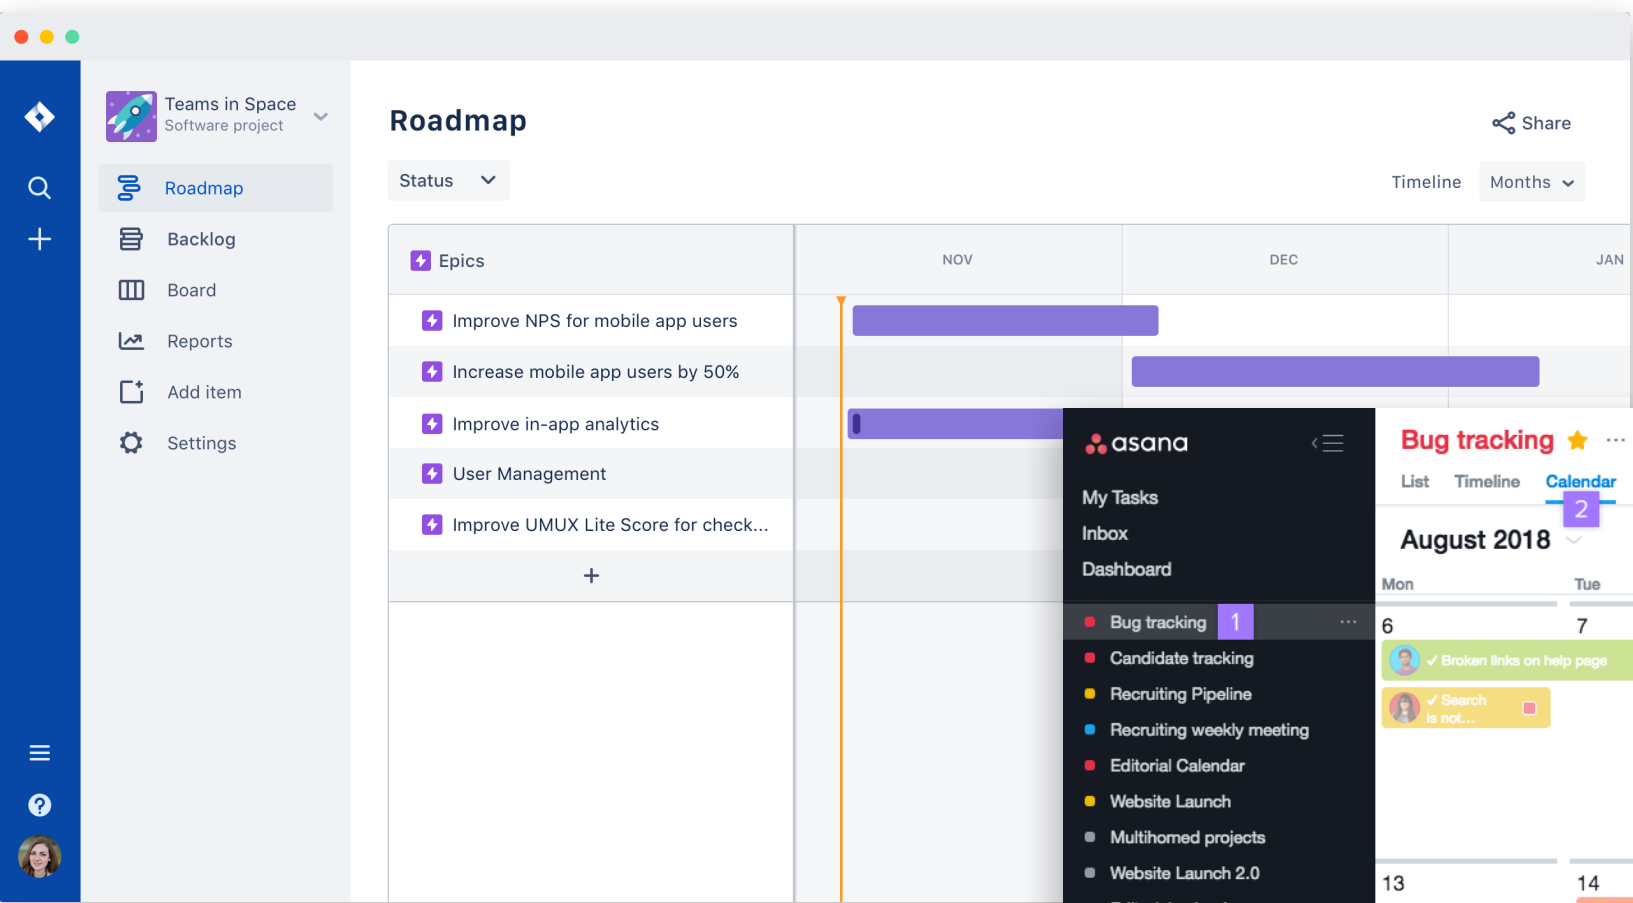 Teams in Space
Software project
Roadmap
Backlog
Board
Reports
Add item
Settings
Roadmap
Share
Status
Timeline
Months
Epics
NOV
DEC
JAN
Improve NPS for mobile app users
Increase mobile app users by 50%
Improve in-app analytics
User Management
Improve UMUX Lite Score for check...
asana
My Tasks
Inbox
Dashboard
Bug tracking
1
Candidate tracking
Recruiting Pipeline
Recruiting weekly meeting
Editorial Calendar
Website Launch
Multihomed projects
Website Launch 2.0
Bug tracking
List Timeline Calendar
2
August 2018
Mon Tue
6 7
✓ Broken links on help page
✓ Search
is not...
13 14